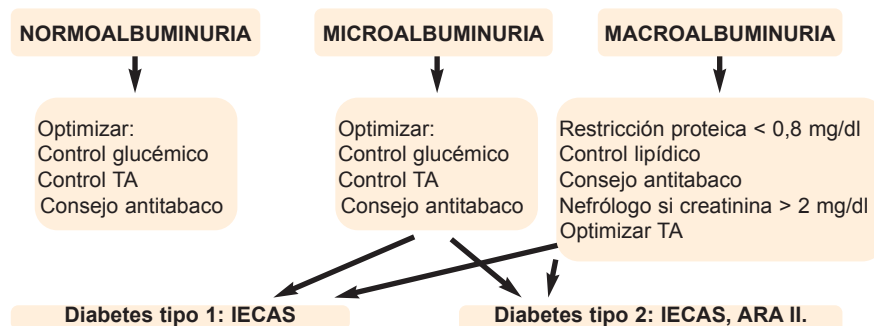 NORMOALBUMINURIA
MICROALBUMINURIA
MACROALBUMINURIA
Optimizar:
Control glucémico
Control TA
Consejo antitabaco
Optimizar:
Control glucémico
Control TA
Consejo antitabaco
Restricción proteica < 0,8 mg/dl
Control lipídico
Consejo antitabaco
Nefrólogo si creatinina > 2 mg/dl
Optimizar TA
Diabetes tipo 1: IECAS
Diabetes tipo 2: IECAS, ARA II.